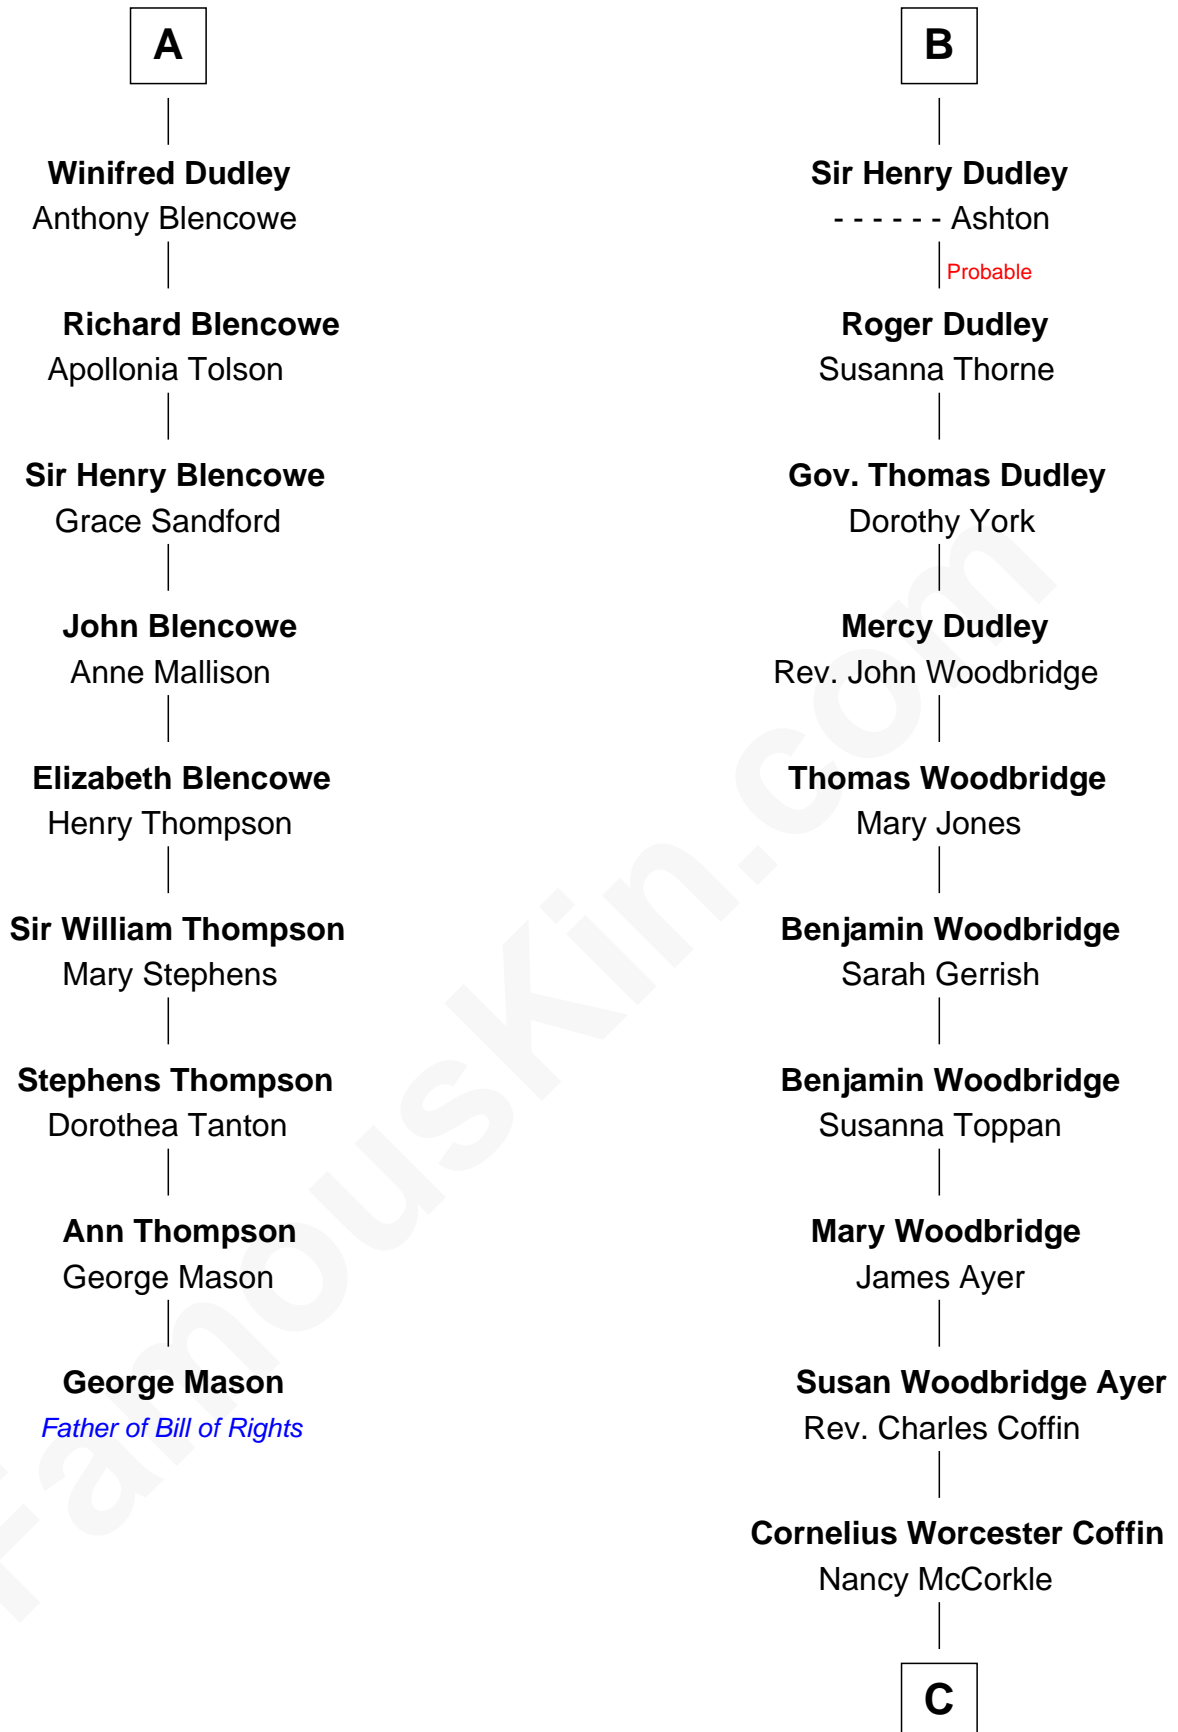 A
Winifred Dudley
Anthony Blencowe
Richard Blencowe
Apollonia Tolson
Sir Henry Blencowe
Grace Sandford
John Blencowe
Anne Mallison
Elizabeth Blencowe
Henry Thompson
Sir William Thompson
Mary Stephens
Stephens Thompson
Dorothea Tanton
Ann Thompson
George Mason
George Mason
Father of Bill of Rights
B
Sir Henry Dudley
- - - - - - Ashton
Probable
Roger Dudley
Susanna Thorne
Gov. Thomas Dudley
Dorothy York
Mercy Dudley
Rev. John Woodbridge
Thomas Woodbridge
Mary Jones
Benjamin Woodbridge
Sarah Gerrish
Benjamin Woodbridge
Susanna Toppan
Mary Woodbridge
James Ayer
Susan Woodbridge Ayer
Rev. Charles Coffin
Cornelius Worcester Coffin
Nancy McCorkle
C
FamousKin.com